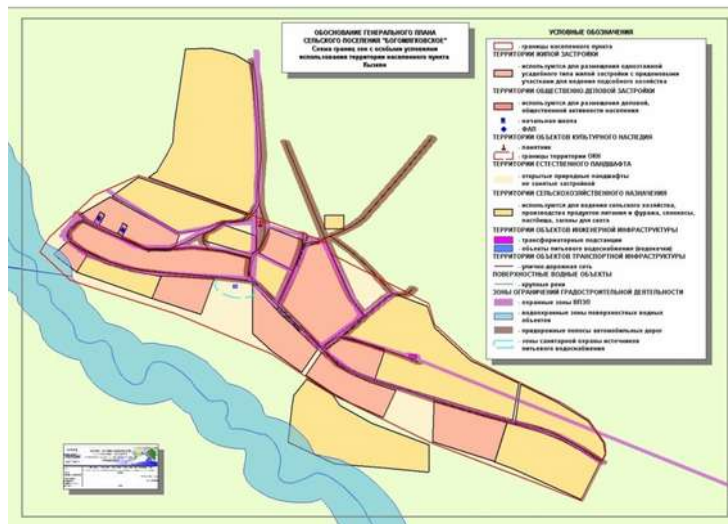 ОБОСНОВАНИЕ ГЕНЕРАЛЬНОГО ПЛАНА
СЕЛЬСКОГО ПОСЕЛЕНИЯ "БОГОМЯГКОВСКОЕ"
Схема границ зон с особыми условиями
использования территории населенного пункта
УСЛОВНЫЕ ОБОЗНАЧЕНИЯ
- границы населенного пункта
ТЕРРИТОРИИ ЖИЛОЙ ЗАСТРОЙКИ
- используются для размещения одноэтажной
усадебного типа жилой застройки с придомовыми
участками для ведения подсобного хозяйства
ТЕРРИТОРИИ ОБЩЕСТВЕННО-ДЕЛОВОЙ ЗАСТРОЙКИ
- используются для размещения деловой,
общественной активности населения
- начальная школа
- ФАП
ТЕРРИТОРИИ ОБЪЕКТОВ КУЛЬТУРНОГО НАСЛЕДИЯ
- памятник
- границы территории ОКН
ТЕРРИТОРИИ ЕСТЕСТВЕННОГО ЛАНДШАФТА
- открытые природные ландшафты
не занятые застройкой
ТЕРРИТОРИИ СЕЛЬСКОХОЗЯЙСТВЕННОГО НАЗНАЧЕНИЯ
- используются для ведения сельского хозяйства,
производства продуктов питания и фуража, сенокосы,
пастбища, загоны для скота
ТЕРРИТОРИИ ОБЪЕКТОВ ИНЖЕНЕРНОЙ ИНФРАСТРУКТУРЫ
- трансформаторные подстанции
- объекты питьевого водоснабжения (водокачки)
ТЕРРИТОРИИ ОБЪЕКТОВ ТРАНСПОРТНОЙ ИНФРАСТРУКТУРЫ
- улично-дорожная сеть
ПОВЕРХНОСТНЫЕ ВОДНЫЕ ОБЪЕКТЫ
- крупные реки
ЗОНЫ ОГРАНИЧЕНИЙ ГРАДОСТРОИТЕЛЬНОЙ ДЕЯТЕЛЬНОСТИ
- охранные зоны ВЛЭП
- водоохранные зоны поверхностных водных
объектов
- придорожные полосы автомобильных дорог
- зоны санитарной охраны источников
питьевого водоснабжения